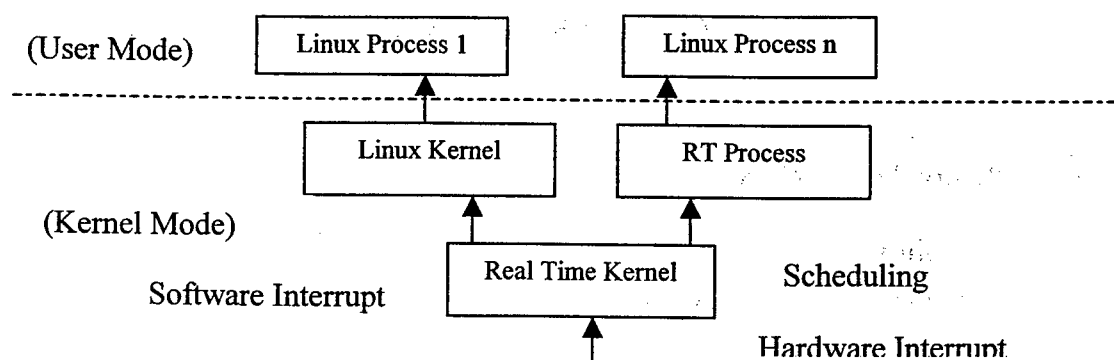 Linux Process 1
Linux Process n
(User Mode)
Linux Kernel
RT Process
(Kernel Mode)
Real Time Kernel
Scheduling
Software Interrupt
Hardware Interrupt